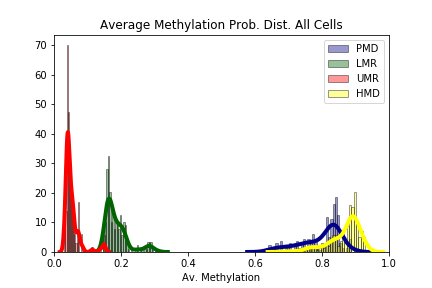 Average Methylation Prob. Dist. All Cells
70
60
50
40
30
20
10
0
PMD
LMR
UMR
HMD
0.0 0.2 0.4 0.6 0.8 1.0
Av. Methylation